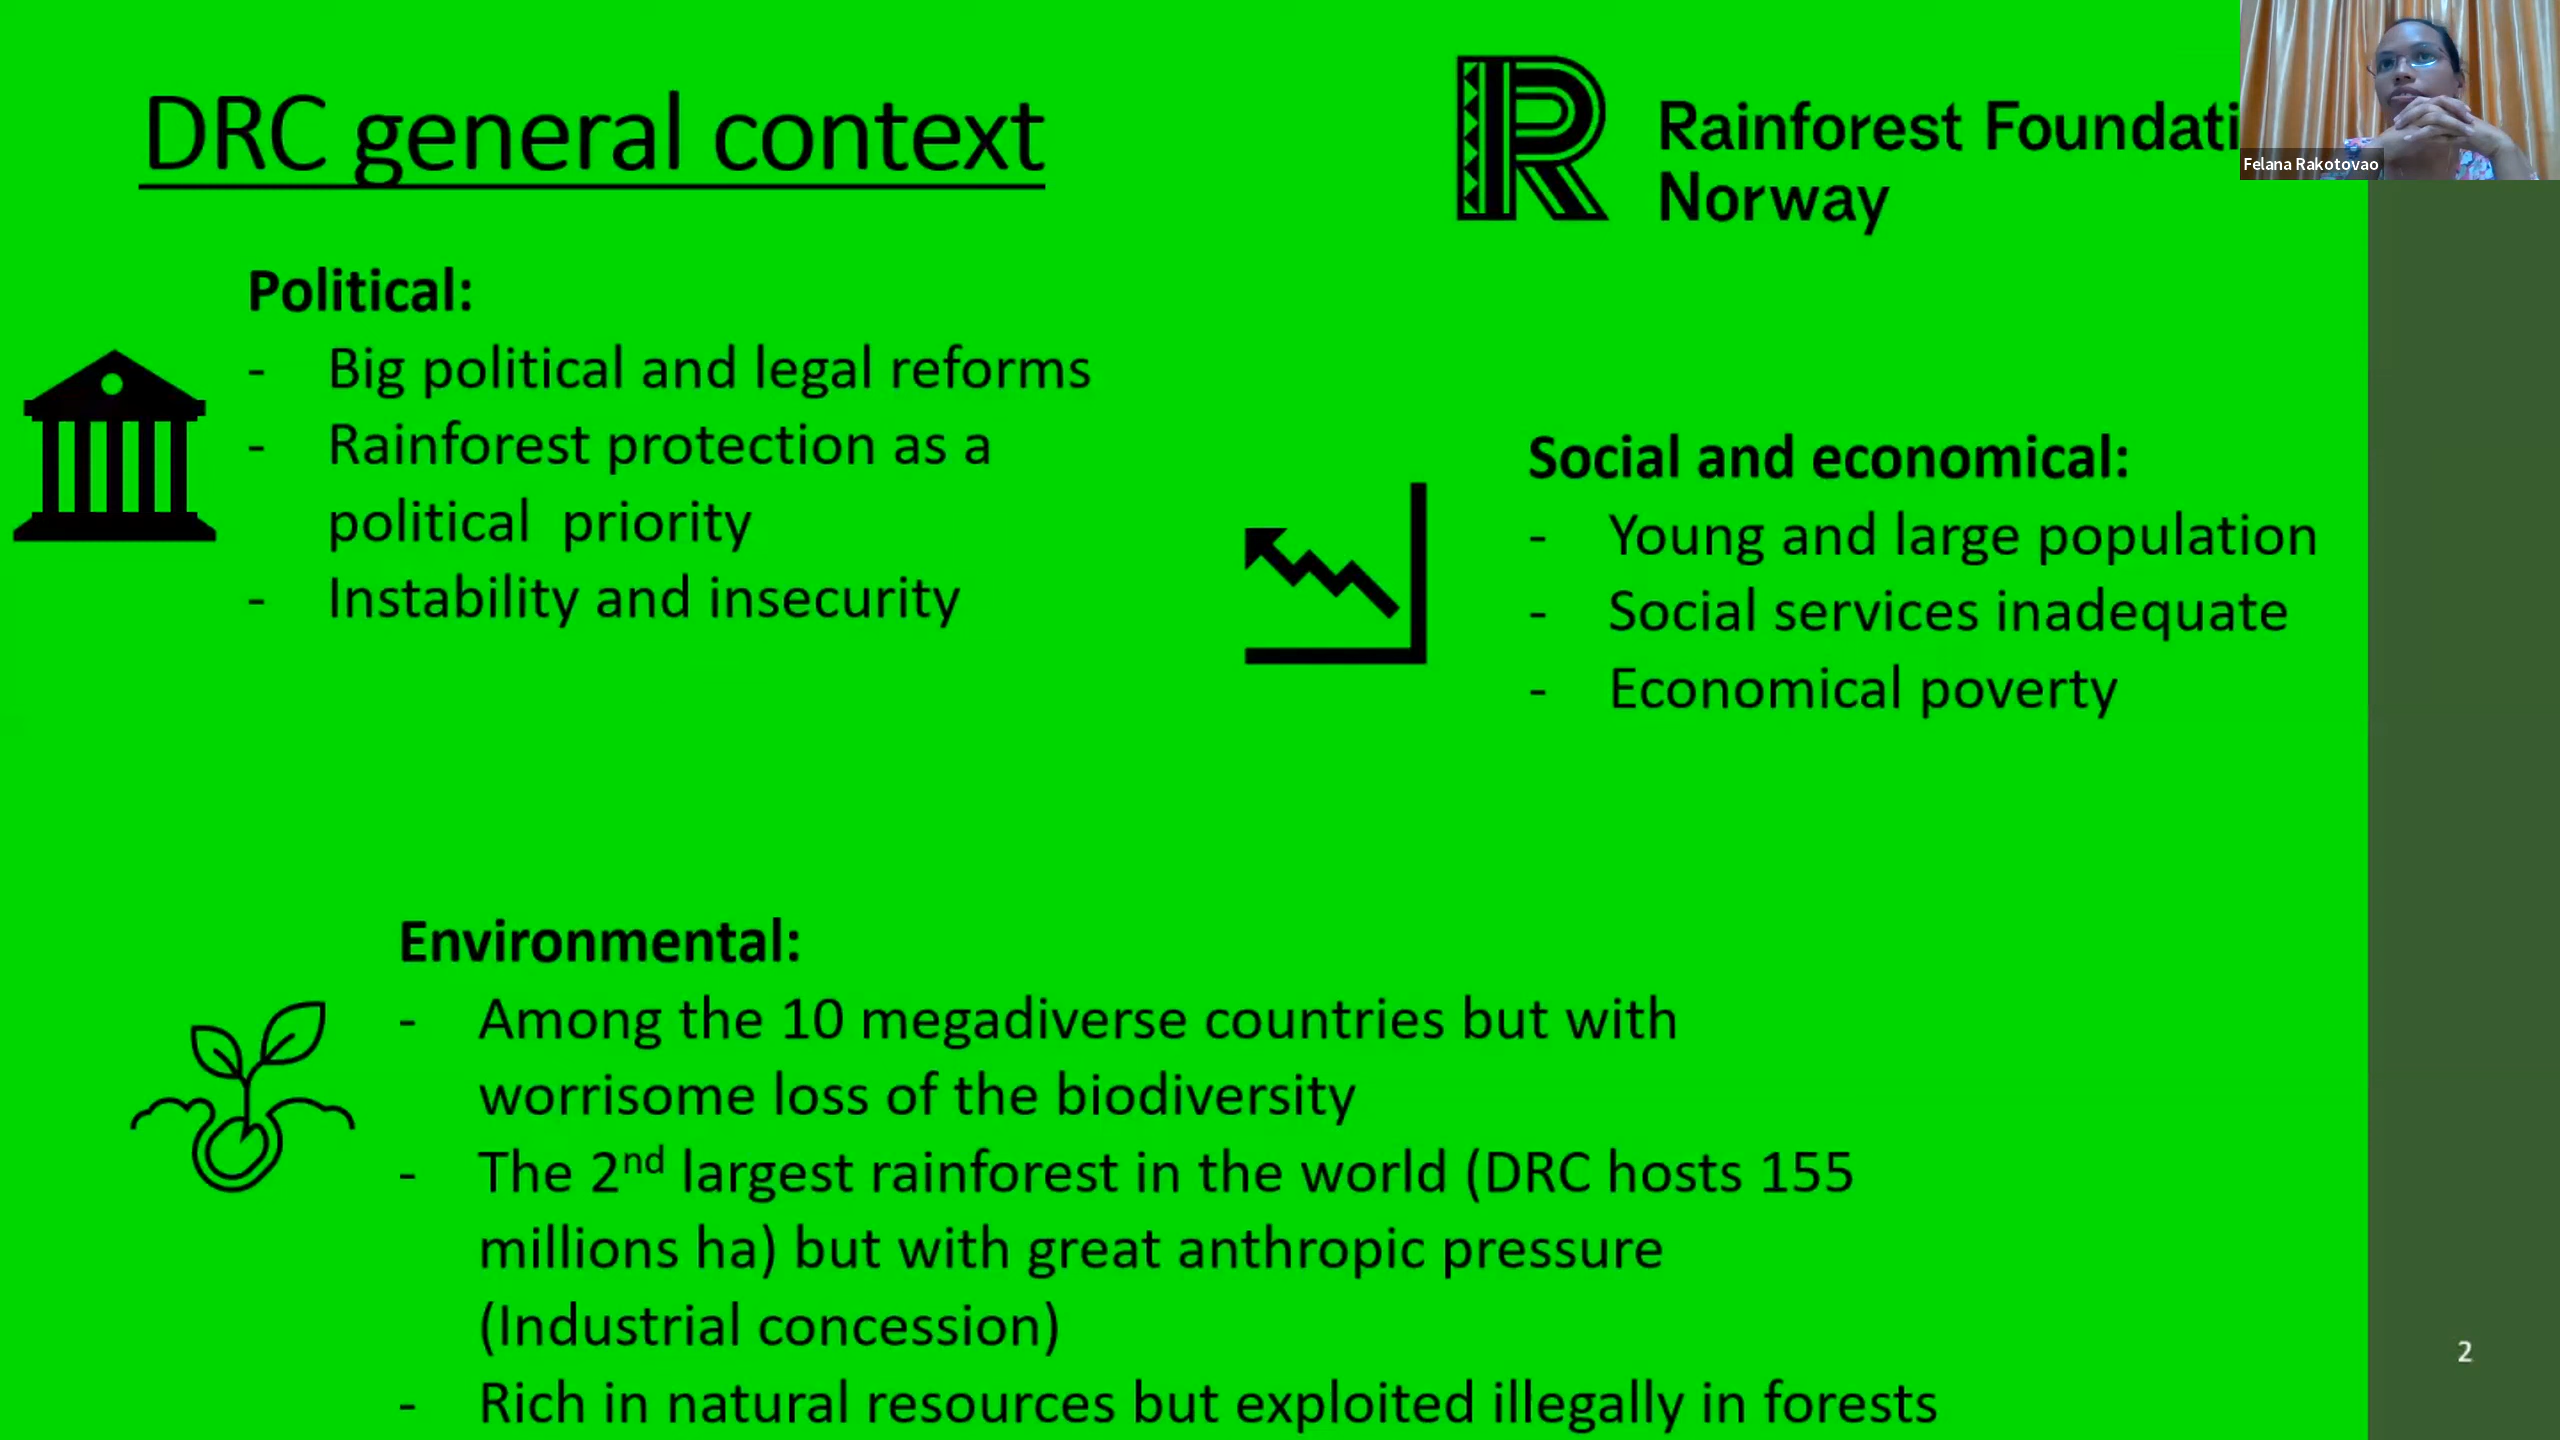 DRC general context
Rainforest Foundati
Norway
Felana Rakotovao
Political:
- Big political and legal reforms
- Rainforest protection as a
political  priority
- Instability and insecurity
Social and economical:
- Young and large population
- Social services inadequate
- Economical poverty
Environmental:
- Among the 10 megadiverse countries but with
worrisome loss of the biodiversity
- The 2nd largest rainforest in the world (DRC hosts 155
millions ha) but with great anthropic pressure
(Industrial concession)
- Rich in natural resources but exploited illegally in forests
2